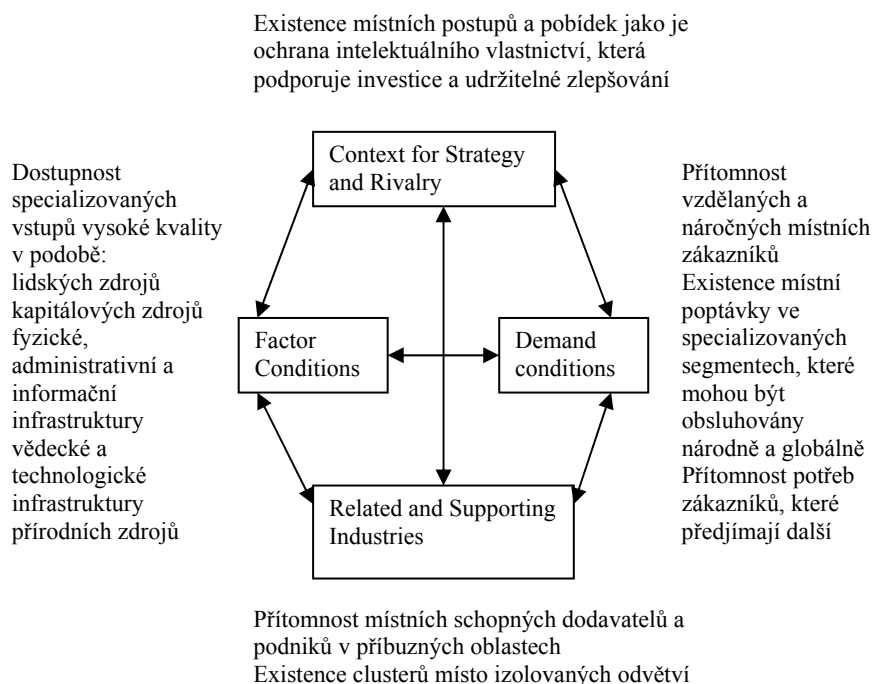 Existence místních postupů a pobídek jako je
ochrana intelektuálního vlastnictví, která
podporuje investice a udržitelné zlepšování
Context for Strategy
and Rivalry
Dostupnost
specializovaných
vstupů vysoké kvality
v podobě:
lidských zdrojů
kapitálových zdrojů
fyzické,
administrativní a
informační
infrastruktury
vědecké a
technologické
infrastruktury
přírodních zdrojů
Factor
Conditions
Demand
conditions
Přítomnost
vzdělaných a
náročných místních
zákazníků
Existence místní
poptávky ve
specializovaných
segmentech, které
mohou být
obsluhovány
národně a globálně
Přítomnost potřeb
zákazníků, které
předjímají další
Related and Supporting
Industries
Přítomnost místních schopných dodavatelů a
podniků v příbuzných oblastech
Existence clusterů místo izolovaných odvětví